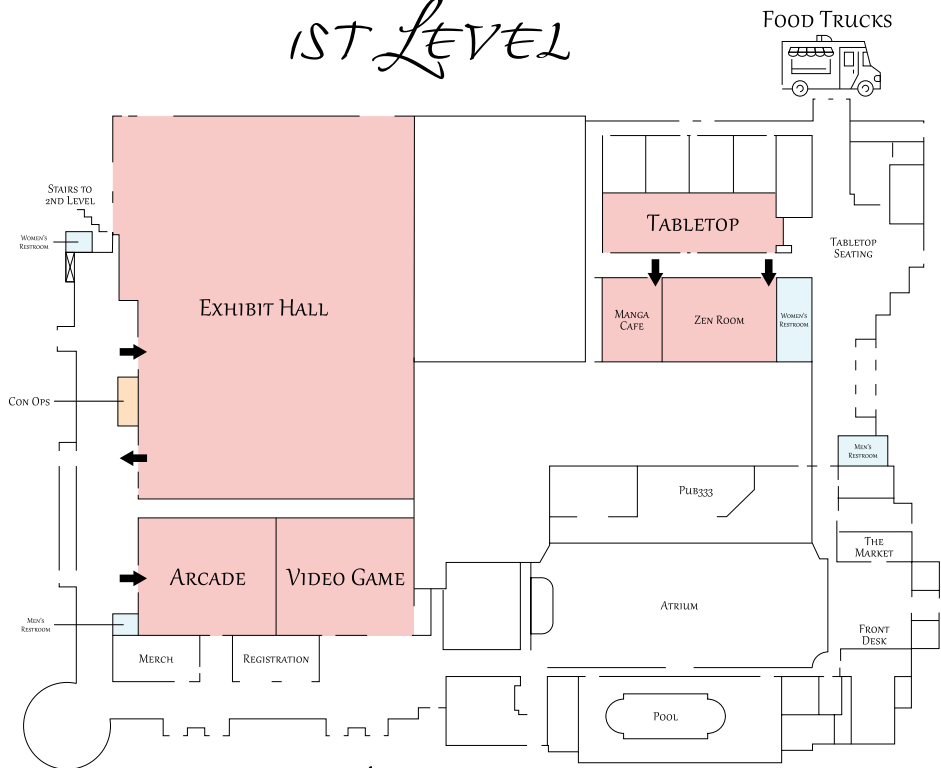 1st Level
Food Trucks
Stairs to
2nd Level
Women's
Restroom
Tabletop
Tabletop
Seating
Exhibit Hall
Manga
Cafe
Zen Room
Women's
Restroom
Con Ops
Men's
Restroom
Pub333
The
Market
Arcade
Video Game
Atrium
Men's
Restroom
Front
Desk
Merch
Registration
Pool